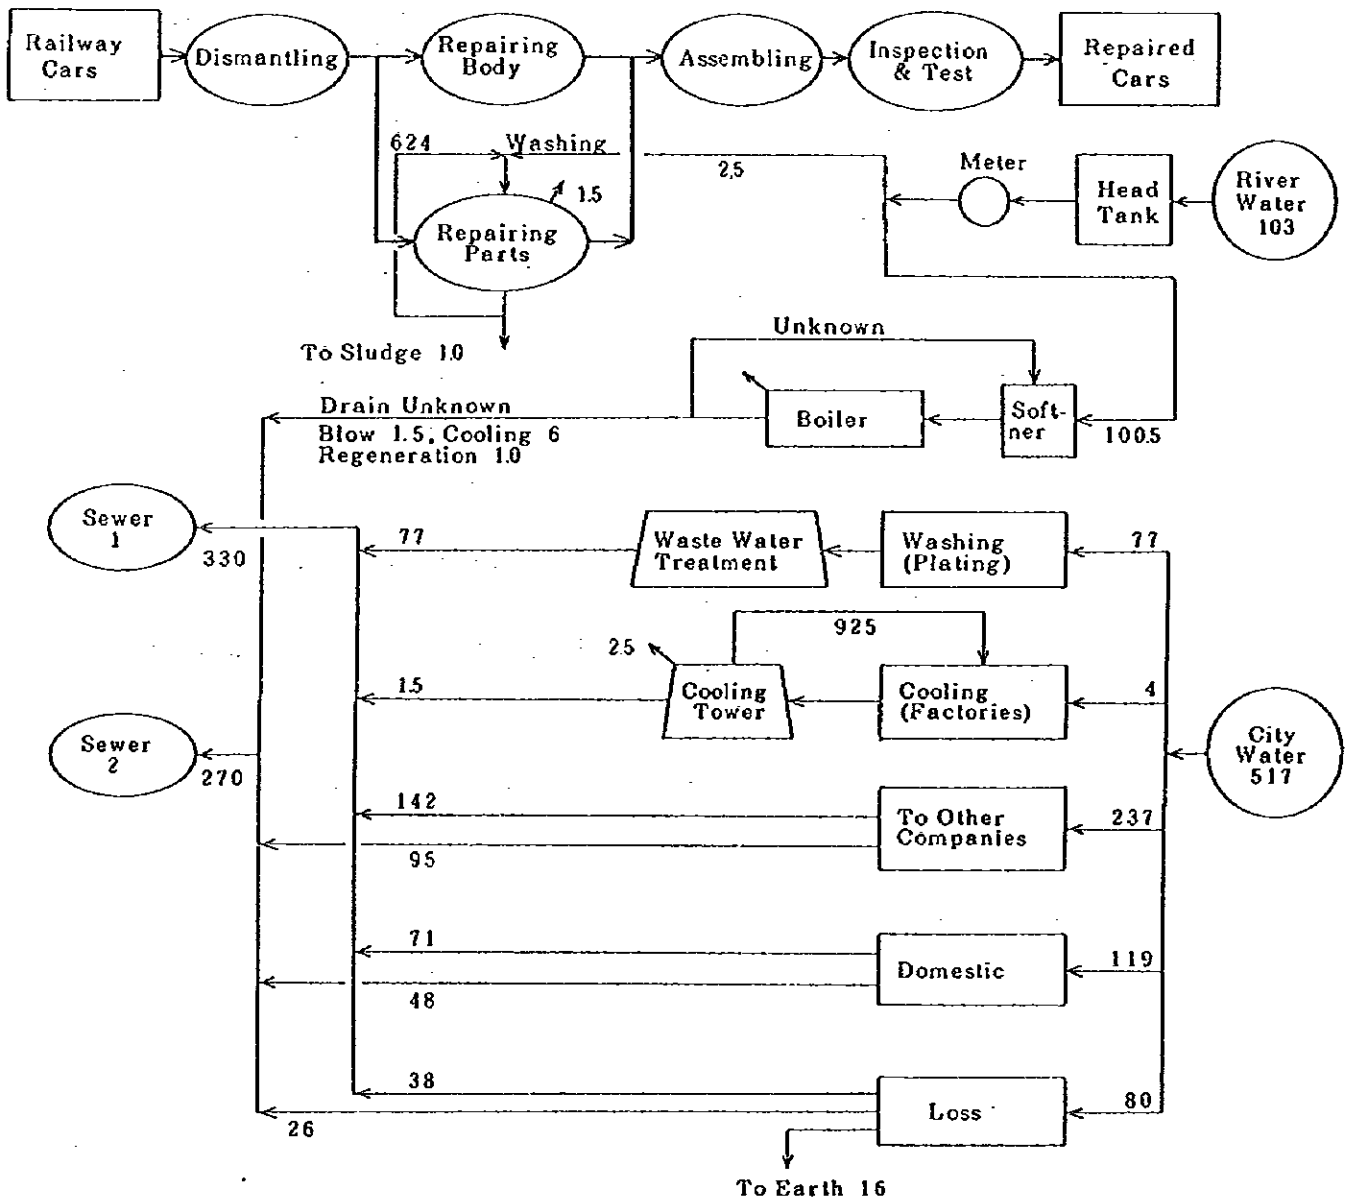 Railway
Cars
Dismantling
Repairing
Body
Assembling
Inspection
& Test
Repaired
Cars
624
Washing
2.5
Meter
Head
Tank
River
Water
103
1.5
Repairing
Parts
To Sludge 1.0
Unknown
Drain Unknown
Blow 1.5, Cooling 6
Regeneration 1.0
Boiler
Soft-
ner
100.5
Sewer
1
330
77
Waste Water
Treatment
Washing
(Plating)
77
925
2.5
1.5
Cooling
Tower
Cooling
(Factories)
4
Sewer
2
270
City
Water
517
142
95
To Other
Companies
237
71
48
Domestic
119
38
26
Loss
80
To Earth 16